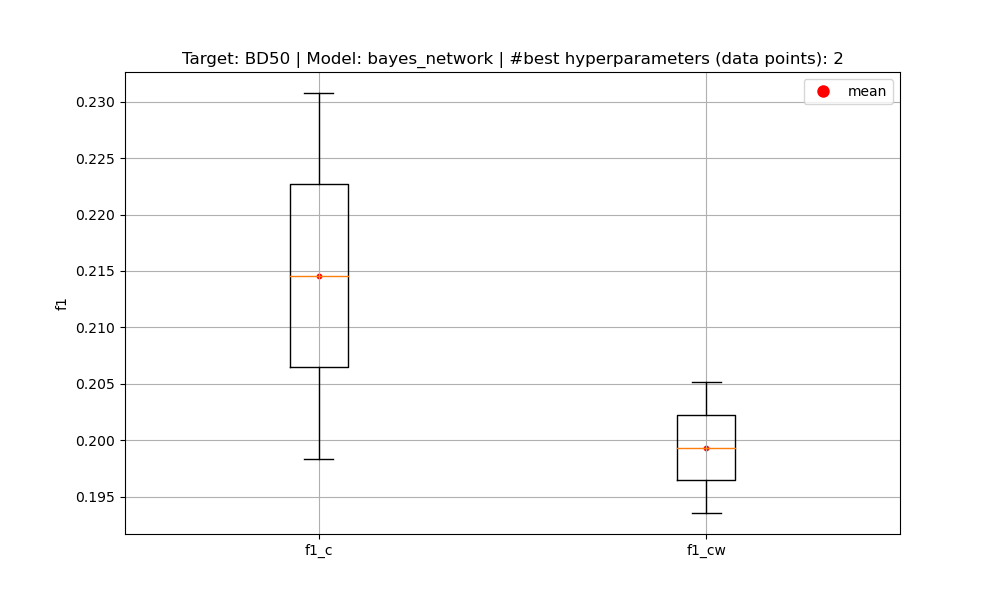 Target: BD50 | Model: bayes_network | #best hyperparameters (data points): 2
mean
0.230
0.225
0.220
0.215
0.210
0.205
0.200
0.195
f1
f1_c
f1_cw